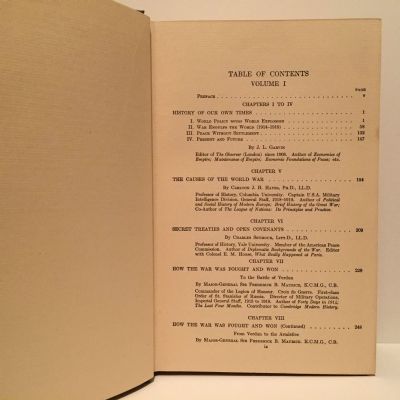 TABLE OF CONTENTS
VOLUME I
PAGE
PREFACE v
CHAPTERS I TO IV
HISTORY OF OUR OWN TIMES 1
I. WORLD POLICY WORLD EXPANDED 1
II. WAR ENGULFS THE WORLD (1914-1918) 59
III. PEACE WITHOUT SETTLEMENT 122
IV. PRESENT AND FUTURE 147
By J. L. GARVIN
Editor of The Observer (London) since 1908. Author of Economics of
Empire; Maintenance of Empire; Economic Foundations of Peace; etc.
CHAPTER V
THE CAUSES OF THE WORLD WAR 184
By CARLTON J. H. HAYES, Ph.D., LL.D.
Professor of History, Columbia University. Captain U.S.A. Military
Intelligence Division, General Staff, 1918-1919. Author of Political
and Social History of Modern Europe; Brief History of the Great War;
Co-Author of The League of Nations: Its Principles and Practice.
CHAPTER VI
SECRET TREATIES AND OPEN COVENANTS
By CHARLES SEYMOUR, LITT.D., LL.D.
Professor of History, Yale University. Member of the American Peace
Commission. Author of Diplomatic Backgrounds of the War. Editor
with Colonel E. M. House, What Really Happened at Paris.
CHAPTER VII
HOW THE WAR WAS FOUGHT AND WON 229
To the Battle of Verdun
By MAJOR-GENERAL SIR FREDERICK B. MAURICE, K.C.M.G., C.B.
Commander of the Legion of Honour. Croix de Guerre. First-class
Order of St. Stanislas of Russia. Director of Military Operations,
Imperial General Staff, 1915 to 1918. Author of Forty Days in 1914;
The Last Four Months. Contributor to Cambridge Modern History.
CHAPTER VIII
HOW THE WAR WAS FOUGHT AND WON (Continued) 248
From Verdun to the Armistice
By MAJOR-GENERAL SIR FREDERICK B. MAURICE, K.C.M.G., C.B.
ix